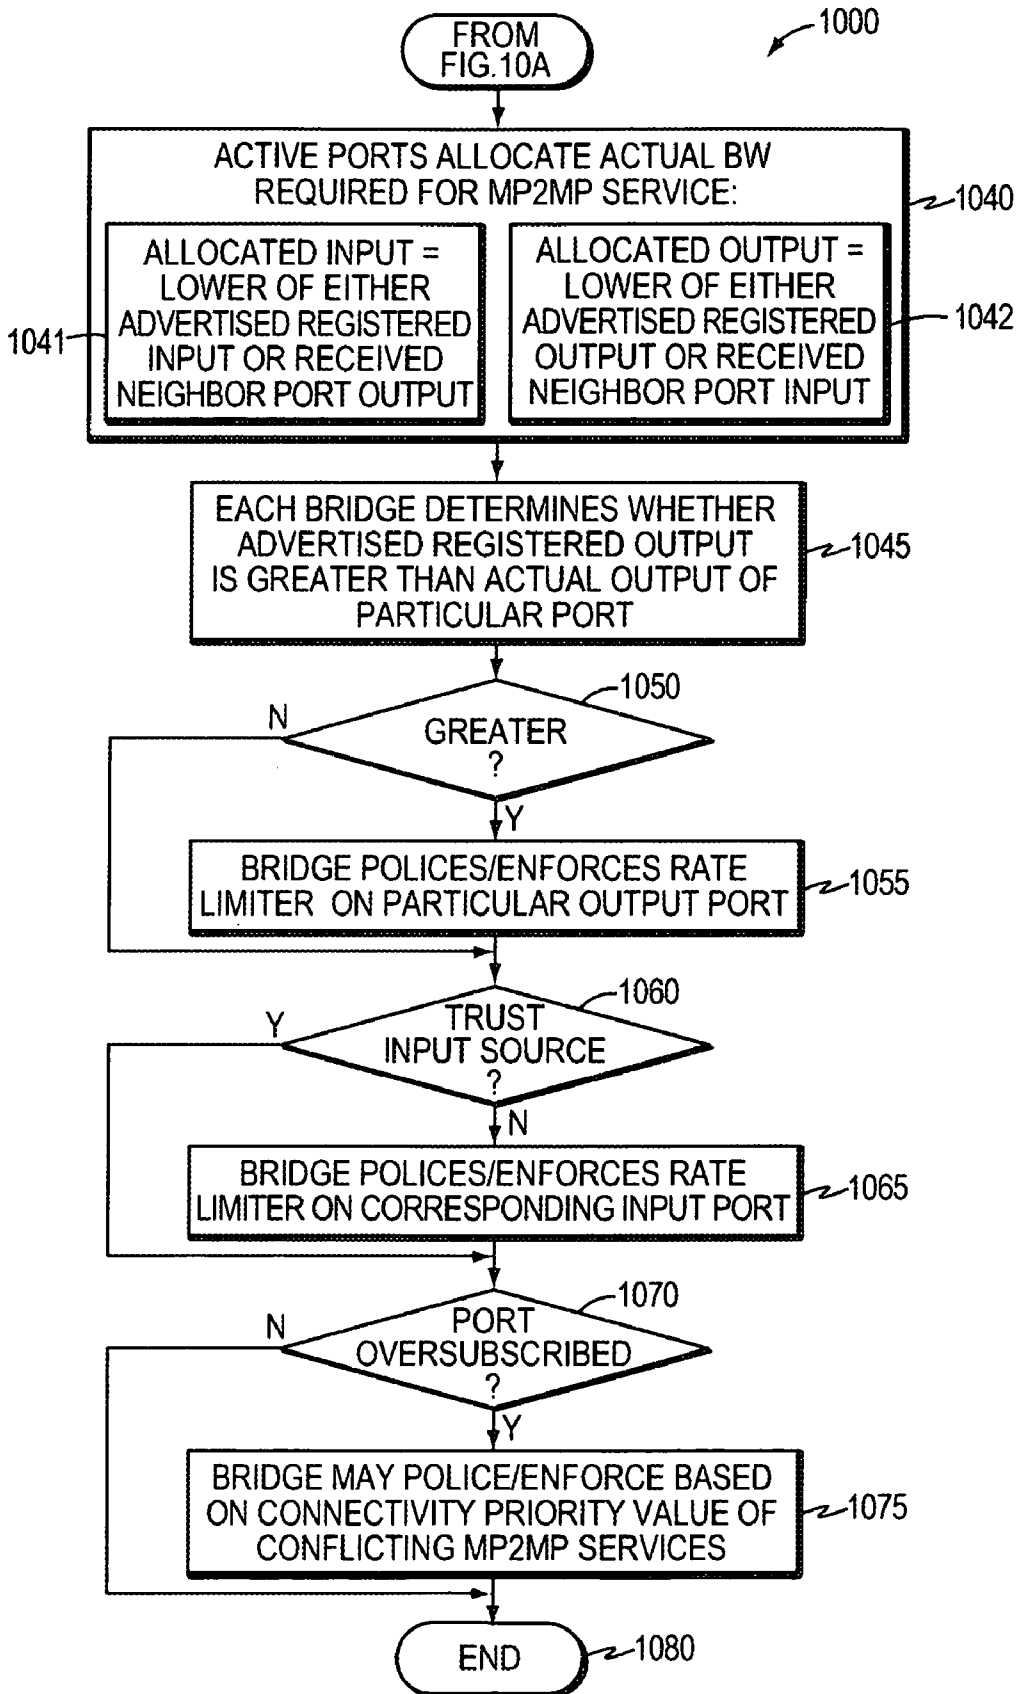 FROM
FIG.10A
1000
ACTIVE PORTS ALLOCATE ACTUAL BW
REQUIRED FOR MP2MP SERVICE:
1040
ALLOCATED INPUT =
LOWER OF EITHER
ADVERTISED REGISTERED
INPUT OR RECEIVED
NEIGHBOR PORT OUTPUT
1041
ALLOCATED OUTPUT =
LOWER OF EITHER
ADVERTISED REGISTERED
OUTPUT OR RECEIVED
NEIGHBOR PORT INPUT
1042
EACH BRIDGE DETERMINES WHETHER
ADVERTISED REGISTERED OUTPUT
IS GREATER THAN ACTUAL OUTPUT OF
PARTICULAR PORT
1045
1050
N
GREATER
?
Y
BRIDGE POLICES/ENFORCES RATE
LIMITER ON PARTICULAR OUTPUT PORT
1055
1060
Y
TRUST
INPUT SOURCE
?
N
BRIDGE POLICES/ENFORCES RATE
LIMITER ON CORRESPONDING INPUT PORT
1065
1070
N
PORT
OVERSUBSCRIBED
?
Y
BRIDGE MAY POLICE/ENFORCE BASED
ON CONNECTIVITY PRIORITY VALUE OF
CONFLICTING MP2MP SERVICES
1075
END
1080